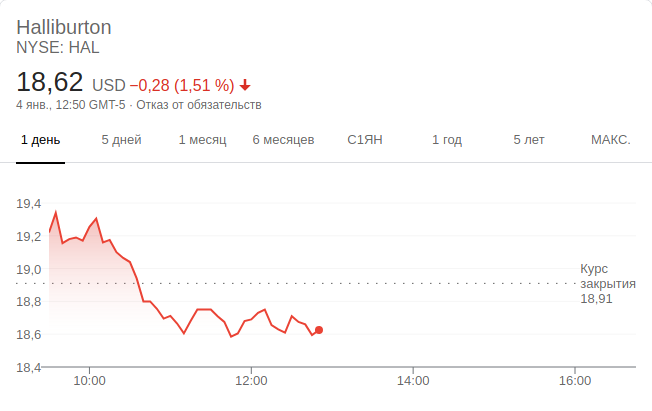 Halliburton
NYSE: HAL
18,62 USD −0,28 (1,51 %)
4 янв., 12:50 GMT-5 · Отказ от обязательств
1 день 5 дней 1 месяц 6 месяцев С1ЯН 1 год 5 лет МАКС.
19,4
19,2
19,0
18,8
18,6
18,4
Курс
закрытия
18,91
10:00 12:00 14:00 16:00